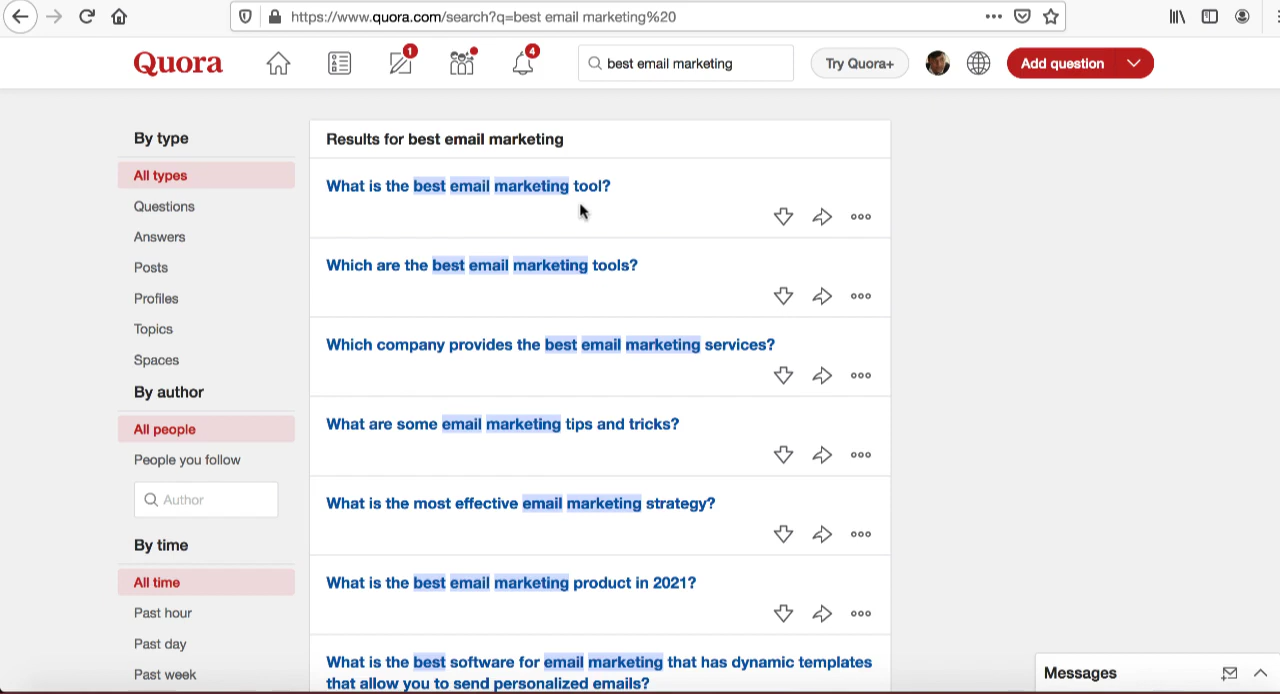 https://www.quora.com/search?q=best email marketing%20
Quora
1
4
best email marketing
Try Quora+
Add question
By type
All types
Questions
Answers
Posts
Profiles
Topics
Spaces
By author
All people
People you follow
Author
By time
All time
Past hour
Past day
Past week
Results for best email marketing
What is the best email marketing tool?
Which are the best email marketing tools?
Which company provides the best email marketing services?
What are some email marketing tips and tricks?
What is the most effective email marketing strategy?
What is the best email marketing product in 2021?
What is the best software for email marketing that has dynamic templates
that allow you to send personalized emails?
Messages